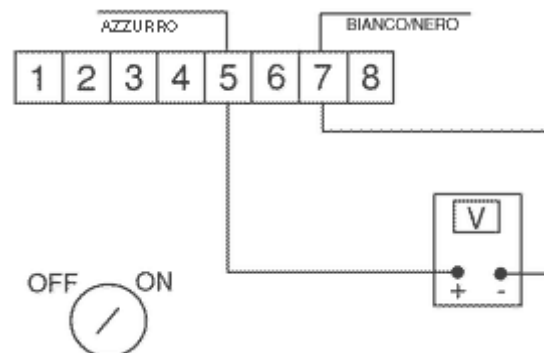 AZZURRO BIANCO/NERO
1 2 3 4 5 6 7 8
V
OFF ON
+ -